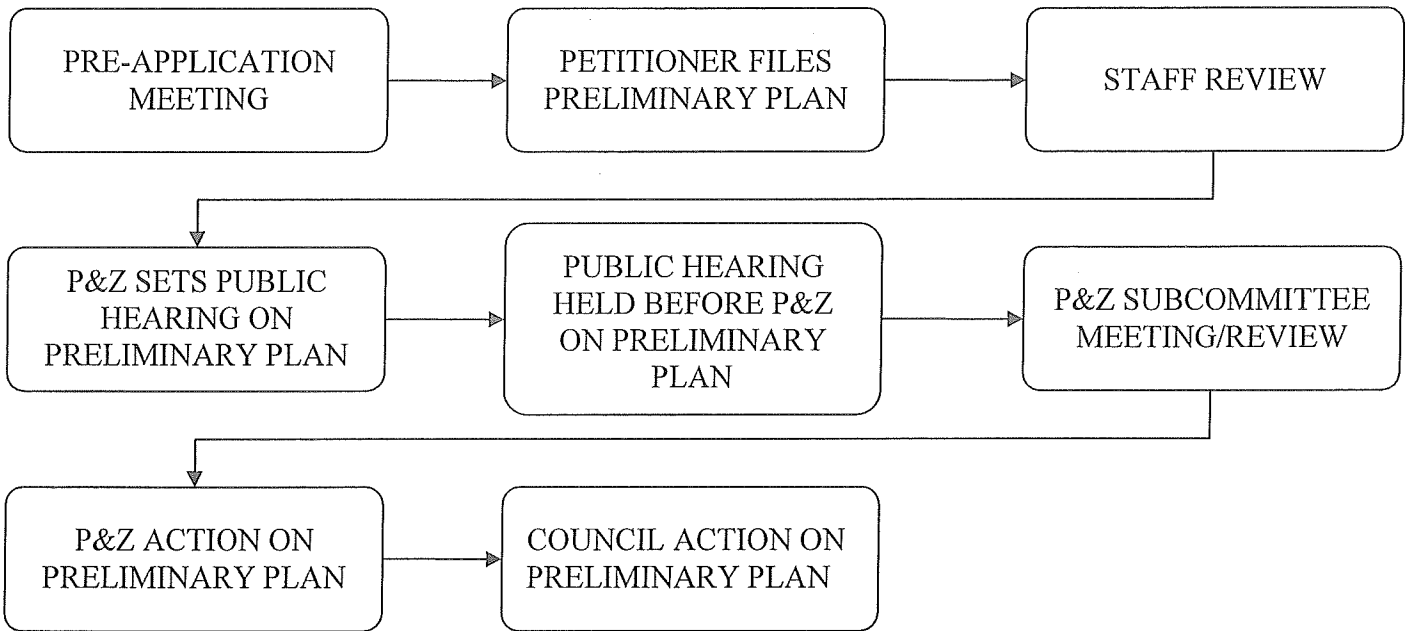 PRE-APPLICATION
MEETING
PETITIONER FILES
PRELIMINARY PLAN
STAFF REVIEW
P&Z SETS PUBLIC
HEARING ON
PRELIMINARY PLAN
PUBLIC HEARING
HELD BEFORE P&Z
ON PRELIMINARY
PLAN
P&Z SUBCOMMITTEE
MEETING/REVIEW
P&Z ACTION ON
PRELIMINARY PLAN
COUNCIL ACTION ON
PRELIMINARY PLAN